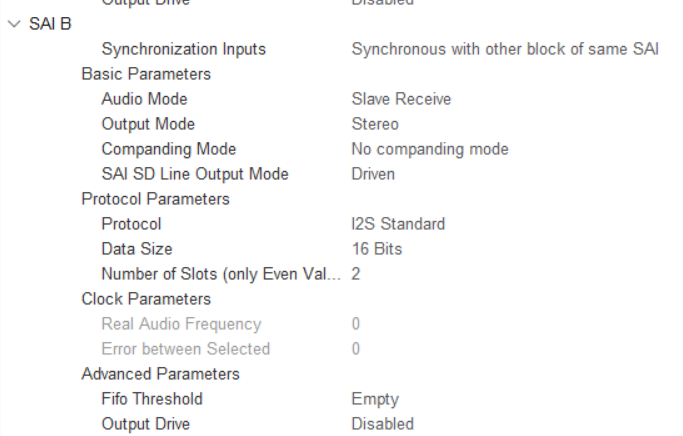 Output Drive Disabled
SAI B
Synchronization Inputs Synchronous with other block of same SAI
Basic Parameters
Audio Mode Slave Receive
Output Mode Stereo
Companding Mode No companding mode
SAI SD Line Output Mode Driven
Protocol Parameters
Protocol I2S Standard
Data Size 16 Bits
Number of Slots (only Even Val... 2
Clock Parameters
Real Audio Frequency 0
Error between Selected 0
Advanced Parameters
Fifo Threshold Empty
Output Drive Disabled